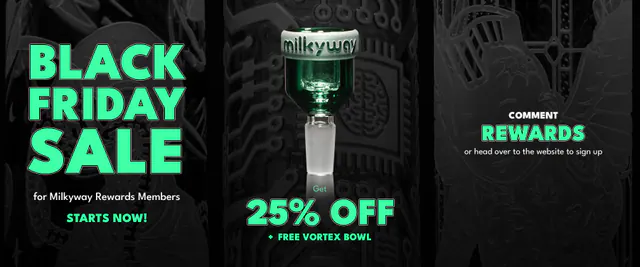 BLACK
FRIDAY
SALE
for Milkyway Rewards Members
STARTS NOW!
milkyway
Get
25% OFF
+ FREE VORTEX BOWL
COMMENT
REWARDS
or head over to the website to sign up